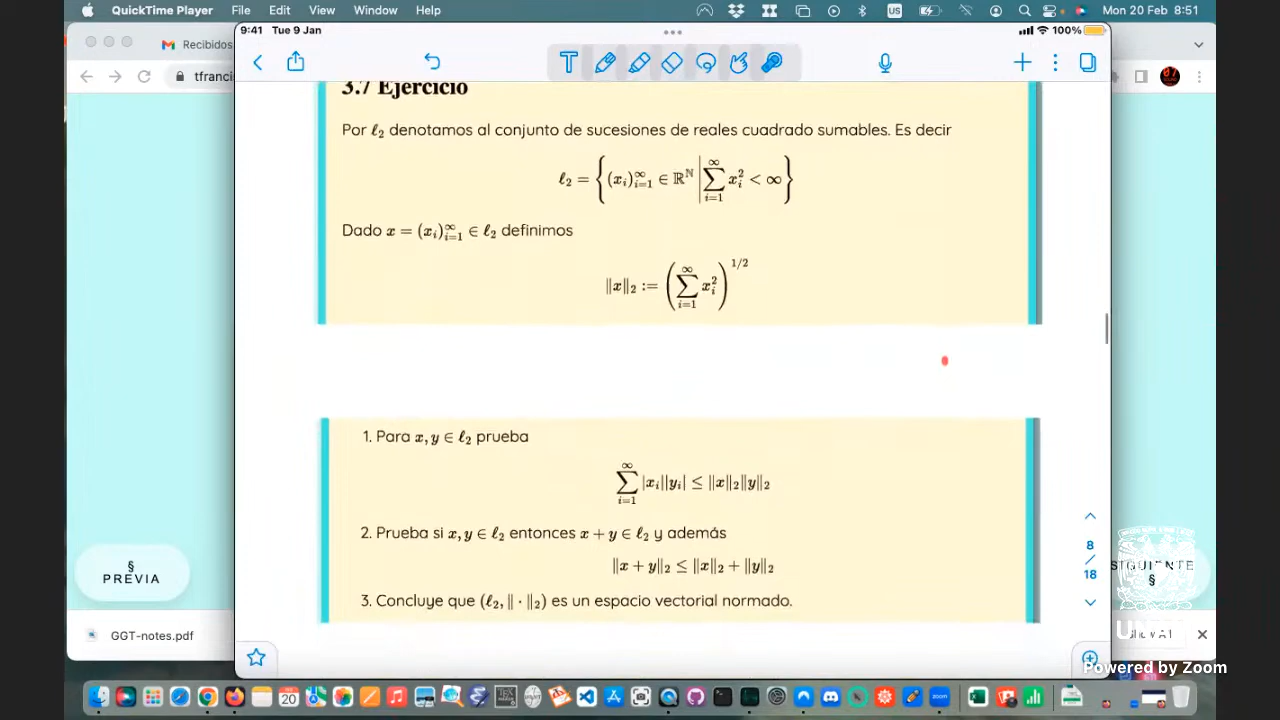 QuickTime Player File Edit View Window Help US 100% Mon 20 Feb 8:51
9:41 Tue 9 Jan 100%
Recibidos
tfranci
3.7 Ejercicio
Por ℓ₂ denotamos al conjunto de sucesiones de reales cuadrado sumables. Es decir
ℓ₂ = { (xᵢ)ᵢ₌₁^∞ ∈ ℝ^ℕ | ∑ᵢ₌₁^∞ xᵢ² < ∞ }
Dado x = (xᵢ)ᵢ₌₁^∞ ∈ ℓ₂ definimos
‖x‖₂ := ( ∑ᵢ₌₁^∞ xᵢ² )^1/2
1. Para x, y ∈ ℓ₂ prueba
∑ᵢ₌₁^∞ |xᵢ||yᵢ| ≤ ‖x‖₂‖y‖₂
2. Prueba si x, y ∈ ℓ₂ entonces x + y ∈ ℓ₂ y además
‖x + y‖₂ ≤ ‖x‖₂ + ‖y‖₂
3. Concluye que (ℓ₂, ‖ · ‖₂) es un espacio vectorial normado.
8
/
18
§
PREVIA
SIGUIENTE
§
GGT-notes.pdf
Powered by Zoom